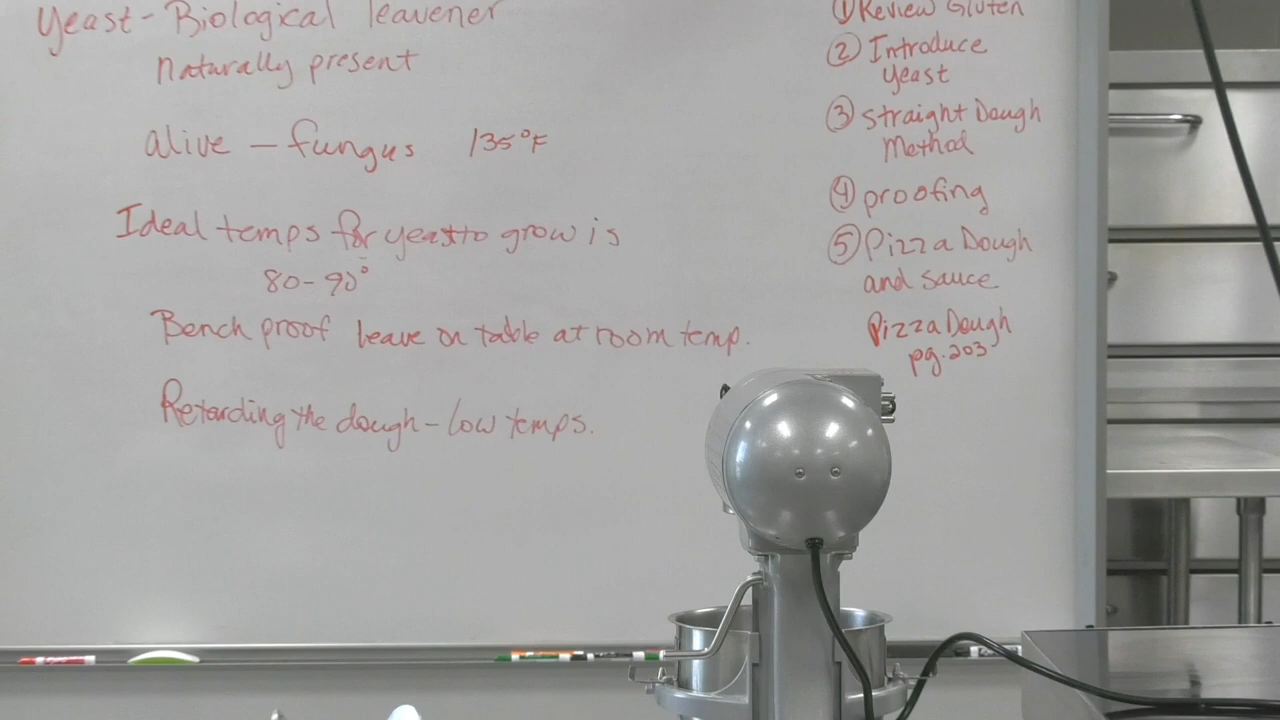 yeast - Biological leavener
naturally present
alive - fungus 135°F
Ideal temps for yeast to grow is
80-90°
Bench proof leave on table at room temp.
Retarding the dough - low temps.
① Review Gluten
② Introduce
yeast
③ Straight Dough
Method
④ proofing
⑤ Pizza Dough
and sauce
Pizza Dough
pg. 203